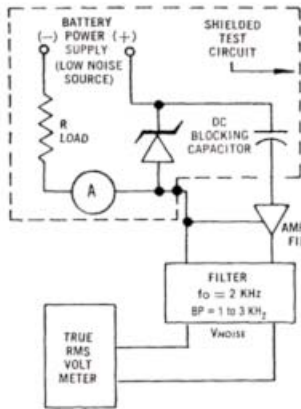 BATTERY
(—) POWER (+)
SUPPLY
(LOW NOISE
SOURCE)
SHIELDED
TEST
CIRCUIT
R
LOAD
DC
BLOCKING
CAPACITOR
A
FILTER
fo = 2 KHz
BP = 1 to 3 KHz
VNOISE
TRUE
RMS
VOLT
METER